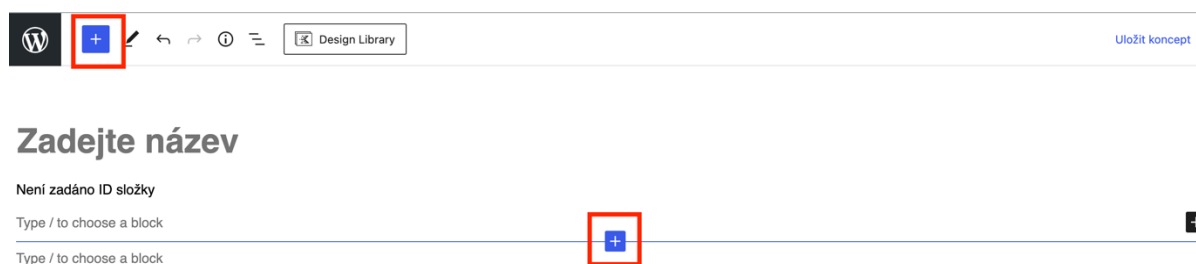 Design Library
Uložit koncept
Zadejte název
Není zadáno ID složky
Type / to choose a block
Type / to choose a block